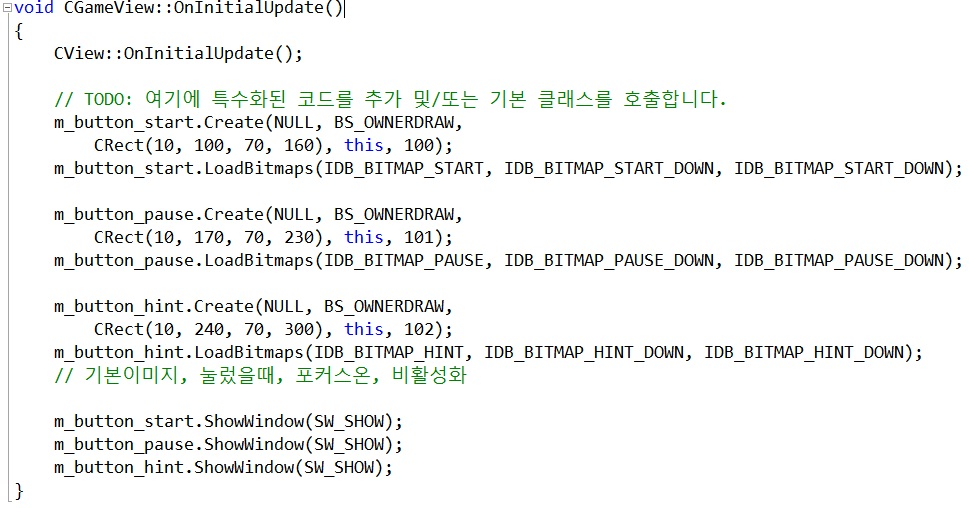 void CGameView::OnInitialUpdate()
{
CView::OnInitialUpdate();
// TODO: 여기에 특수화된 코드를 추가 및/또는 기본 클래스를 호출합니다.
m_button_start.Create(NULL, BS_OWNERDRAW,
CRect(10, 100, 70, 160), this, 100);
m_button_start.LoadBitmaps(IDB_BITMAP_START, IDB_BITMAP_START_DOWN, IDB_BITMAP_START_DOWN);
m_button_pause.Create(NULL, BS_OWNERDRAW,
CRect(10, 170, 70, 230), this, 101);
m_button_pause.LoadBitmaps(IDB_BITMAP_PAUSE, IDB_BITMAP_PAUSE_DOWN, IDB_BITMAP_PAUSE_DOWN);
m_button_hint.Create(NULL, BS_OWNERDRAW,
CRect(10, 240, 70, 300), this, 102);
m_button_hint.LoadBitmaps(IDB_BITMAP_HINT, IDB_BITMAP_HINT_DOWN, IDB_BITMAP_HINT_DOWN);
// 기본이미지, 눌렀을때, 포커스온, 비활성화
m_button_start.ShowWindow(SW_SHOW);
m_button_pause.ShowWindow(SW_SHOW);
m_button_hint.ShowWindow(SW_SHOW);
}